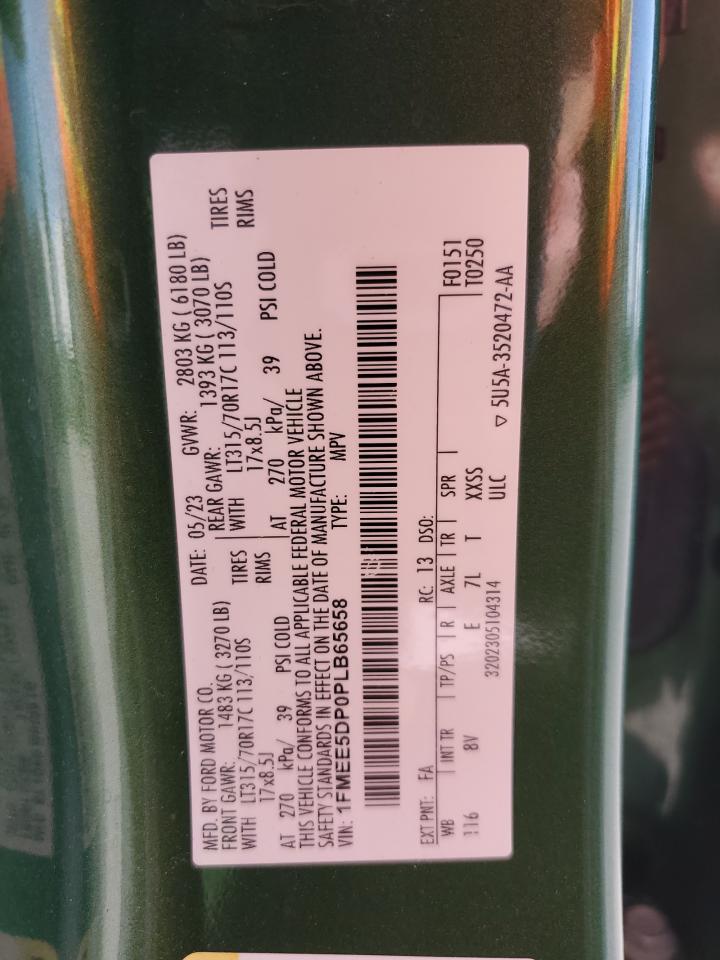 MFD. BY FORD MOTOR CO.
DATE: 05/23 GVWR: 2803 KG ( 6180 LB)
FRONT GAWR: 1483 KG ( 3270 LB) REAR GAWR: 1393 KG ( 3070 LB)
WITH LT315/70R17C 113/110S TIRES WITH LT315/70R17C 113/110S TIRES
17x8.5J RIMS 17x8.5J RIMS
AT 270 kPa/ 39 PSI COLD AT 270 kPa/ 39 PSI COLD
THIS VEHICLE CONFORMS TO ALL APPLICABLE FEDERAL MOTOR VEHICLE
SAFETY STANDARDS IN EFFECT ON THE DATE OF MANUFACTURE SHOWN ABOVE.
VIN: 1FMEE5DP0PLB65658 TYPE: MPV
EXT PNT: FA RC: 13 DSO: F0151
WB INT TR TP/PS R AXLE TR SPR T0250
116 8V E 7L T XXSS
3202305104314 ULC ▽ 5U5A-3520472-AA